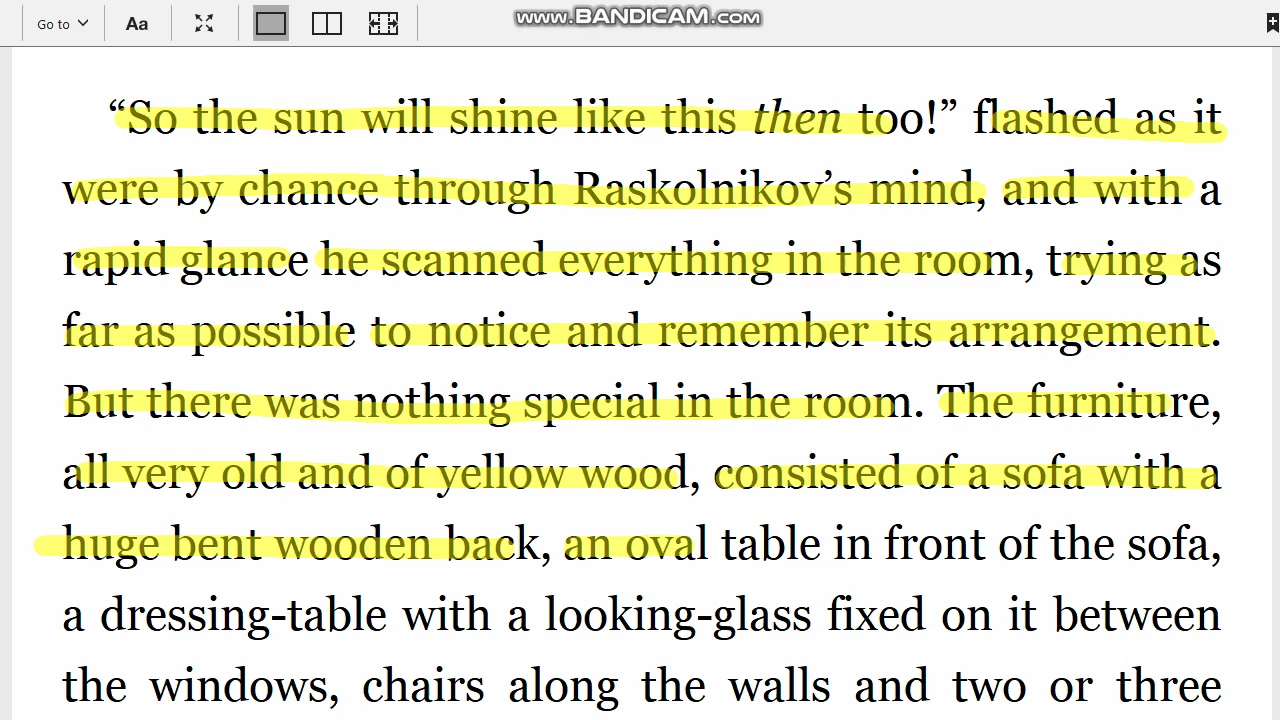 Go to
Aa
www.BANDICAM.com
“So the sun will shine like this then too!” flashed as it
were by chance through Raskolnikov’s mind, and with a
rapid glance he scanned everything in the room, trying as
far as possible to notice and remember its arrangement.
But there was nothing special in the room. The furniture,
all very old and of yellow wood, consisted of a sofa with a
huge bent wooden back, an oval table in front of the sofa,
a dressing-table with a looking-glass fixed on it between
the windows, chairs along the walls and two or three